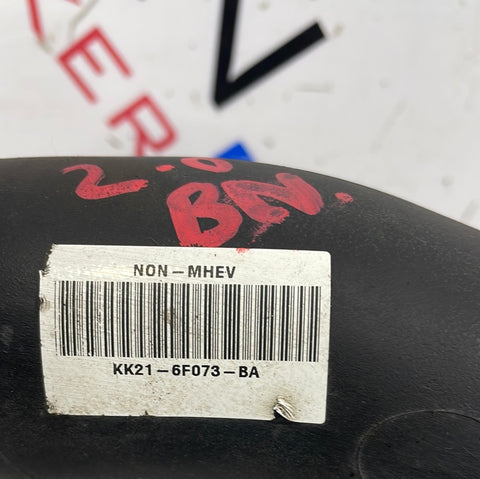 2.0
BN.
NON-MHEV
KK21-6F073-BA